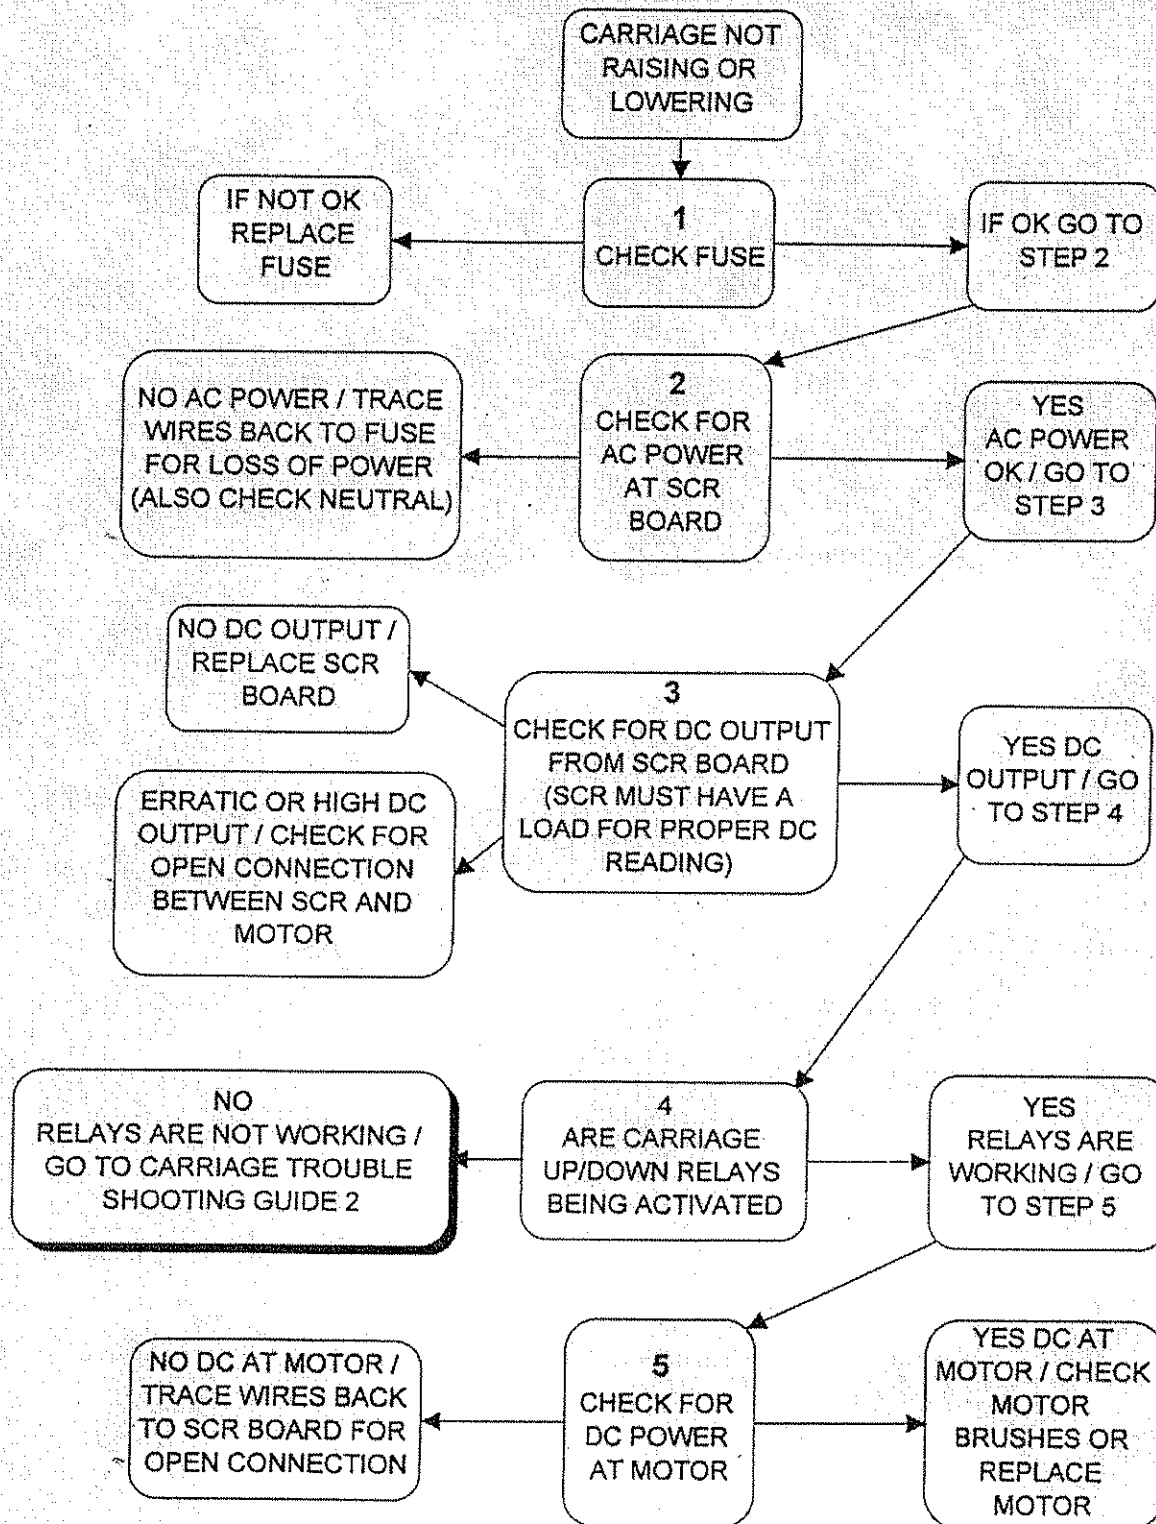 CARRIAGE NOT
RAISING OR
LOWERING
IF NOT OK
REPLACE
FUSE
1
CHECK FUSE
IF OK GO TO
STEP 2
NO AC POWER / TRACE
WIRES BACK TO FUSE
FOR LOSS OF POWER
(ALSO CHECK NEUTRAL)
2
CHECK FOR
AC POWER
AT SCR
BOARD
YES
AC POWER
OK / GO TO
STEP 3
NO DC OUTPUT /
REPLACE SCR
BOARD
ERRATIC OR HIGH DC
OUTPUT / CHECK FOR
OPEN CONNECTION
BETWEEN SCR AND
MOTOR
3
CHECK FOR DC OUTPUT
FROM SCR BOARD
(SCR MUST HAVE A
LOAD FOR PROPER DC
READING)
YES DC
OUTPUT / GO
TO STEP 4
NO
RELAYS ARE NOT WORKING /
GO TO CARRIAGE TROUBLE
SHOOTING GUIDE 2
4
ARE CARRIAGE
UP/DOWN RELAYS
BEING ACTIVATED
YES
RELAYS ARE
WORKING / GO
TO STEP 5
NO DC AT MOTOR /
TRACE WIRES BACK
TO SCR BOARD FOR
OPEN CONNECTION
5
CHECK FOR
DC POWER
AT MOTOR
YES DC AT
MOTOR / CHECK
MOTOR
BRUSHES OR
REPLACE
MOTOR